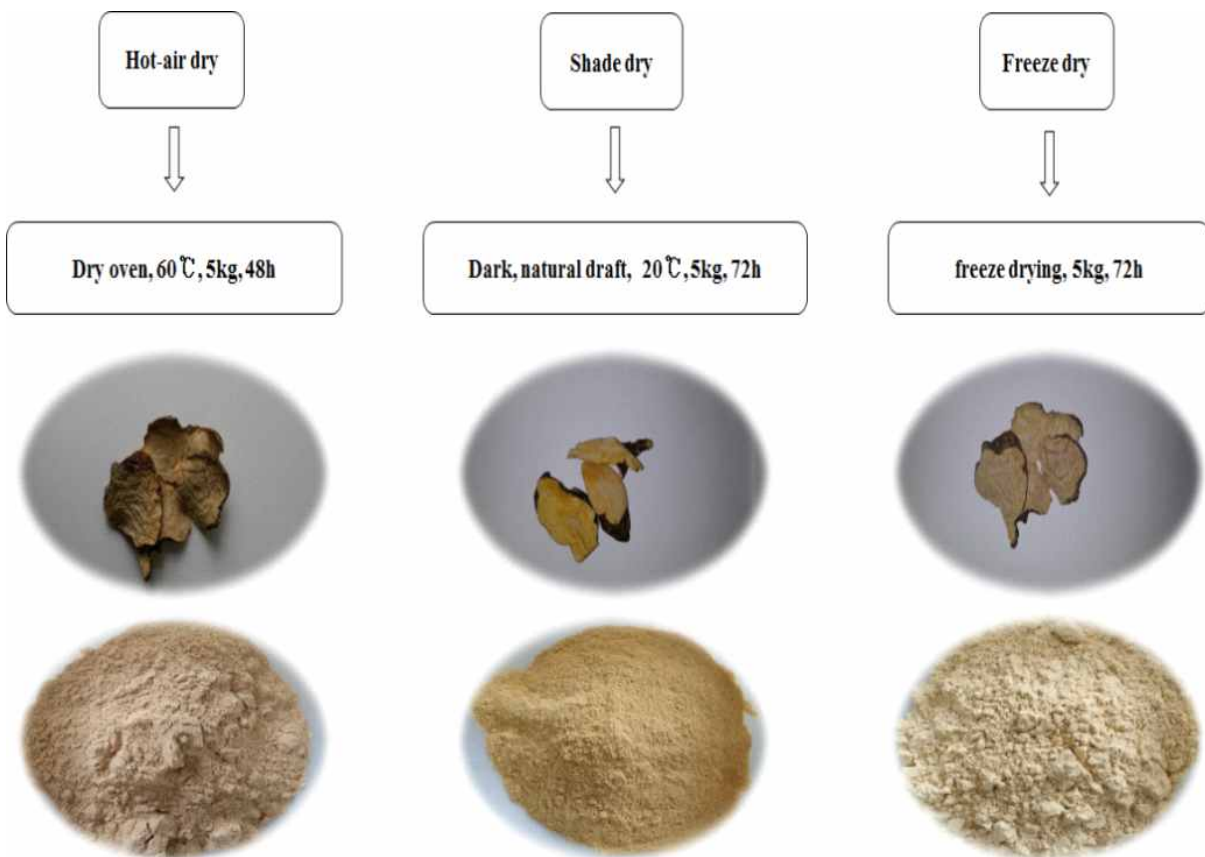 Hot-air dry
Shade dry
Freeze dry
Dry oven, 60℃, 5kg, 48h
Dark, natural draft, 20℃, 5kg, 72h
freeze drying, 5kg, 72h